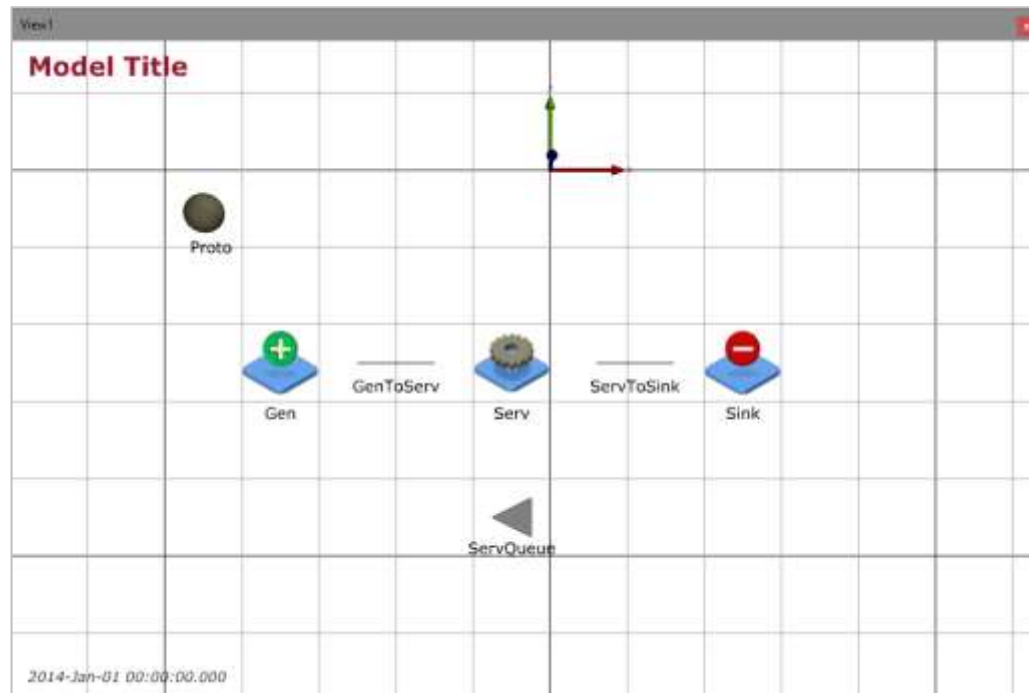 View1
Model Title
Proto
GenToServ
ServToSink
Gen
Serv
Sink
ServQueue
2014-Jan-01 00:00:00.000